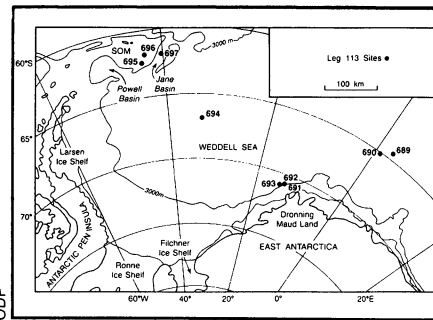 SOM
696
697
695
3000 m
60°S
Jane
Basin
Powell
Basin
Leg 113 Sites
100 km
694
65°
Larsen
Ice Shelf
WEDDELL SEA
690
689
3000m
692
693
691
70°
Dronning
Maud Land
ANTARCTIC PENINSULA
Filchner
Ice Shelf
EAST ANTARCTICA
Ronne
Ice Shelf
60°W
40°
20°
0°
20°E